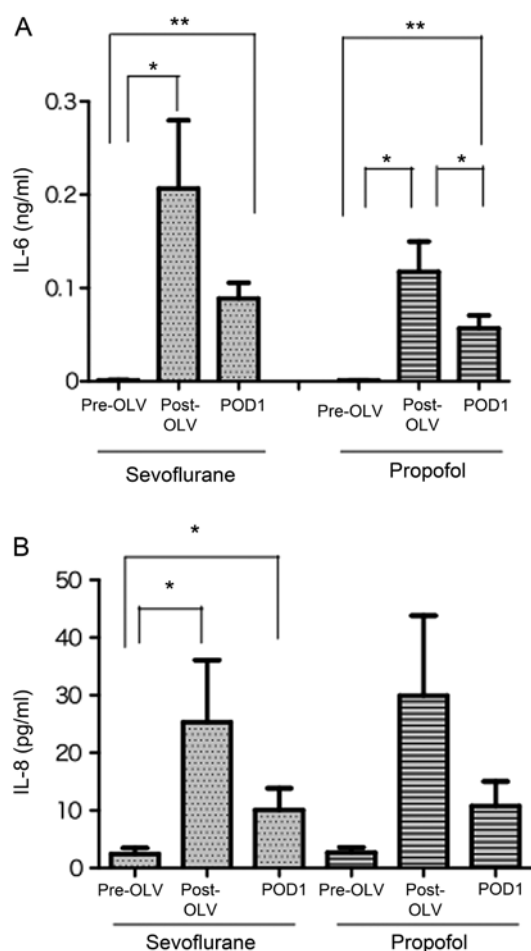 A
**
**
*
*
*
0.3
0.2
0.1
0
IL-6 (ng/ml)
Pre-OLV
Post-
OLV
POD1
Pre-OLV
Post-
OLV
POD1
Sevoflurane
Propofol
B
*
*
50
40
30
20
10
0
IL-8 (pg/ml)
Pre-OLV
Post-
OLV
POD1
Pre-OLV
Post-
OLV
POD1
Sevoflurane
Propofol